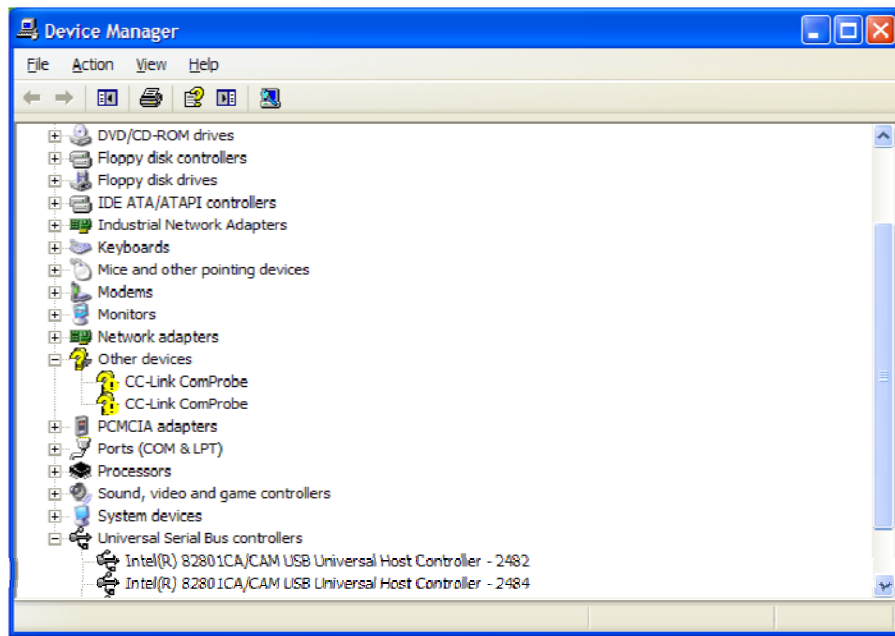 Device Manager
File Action View Help
DVD/CD-ROM drives
Floppy disk controllers
Floppy disk drives
IDE ATA/ATAPI controllers
Industrial Network Adapters
Keyboards
Mice and other pointing devices
Modems
Monitors
Network adapters
Other devices
CC-Link ComProbe
CC-Link ComProbe
PCMCIA adapters
Ports (COM & LPT)
Processors
Sound, video and game controllers
System devices
Universal Serial Bus controllers
Intel(R) 82801CA/CAM USB Universal Host Controller - 2482
Intel(R) 82801CA/CAM USB Universal Host Controller - 2484